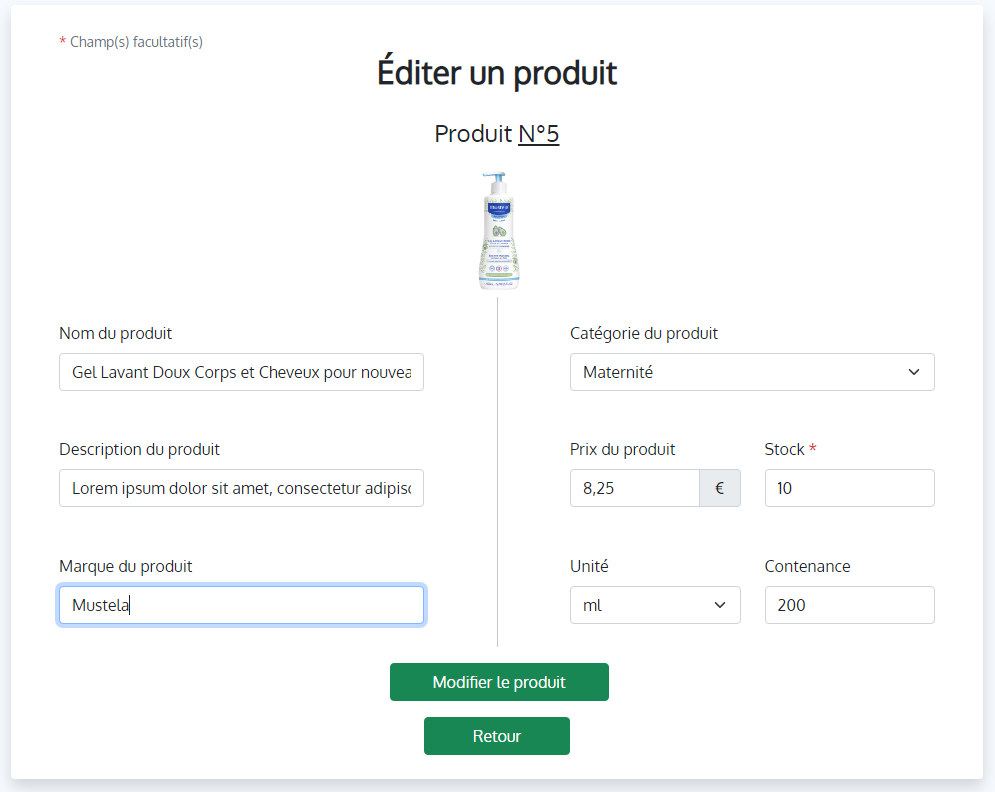 * Champ(s) facultatif(s)
Éditer un produit
Produit N°5
Nom du produit
Gel Lavant Doux Corps et Cheveux pour nouvea
Description du produit
Lorem ipsum dolor sit amet, consectetur adipisc
Marque du produit
Mustela
Catégorie du produit
Maternité
Prix du produit
8,25 €
Stock *
10
Unité
ml
Contenance
200
Modifier le produit
Retour